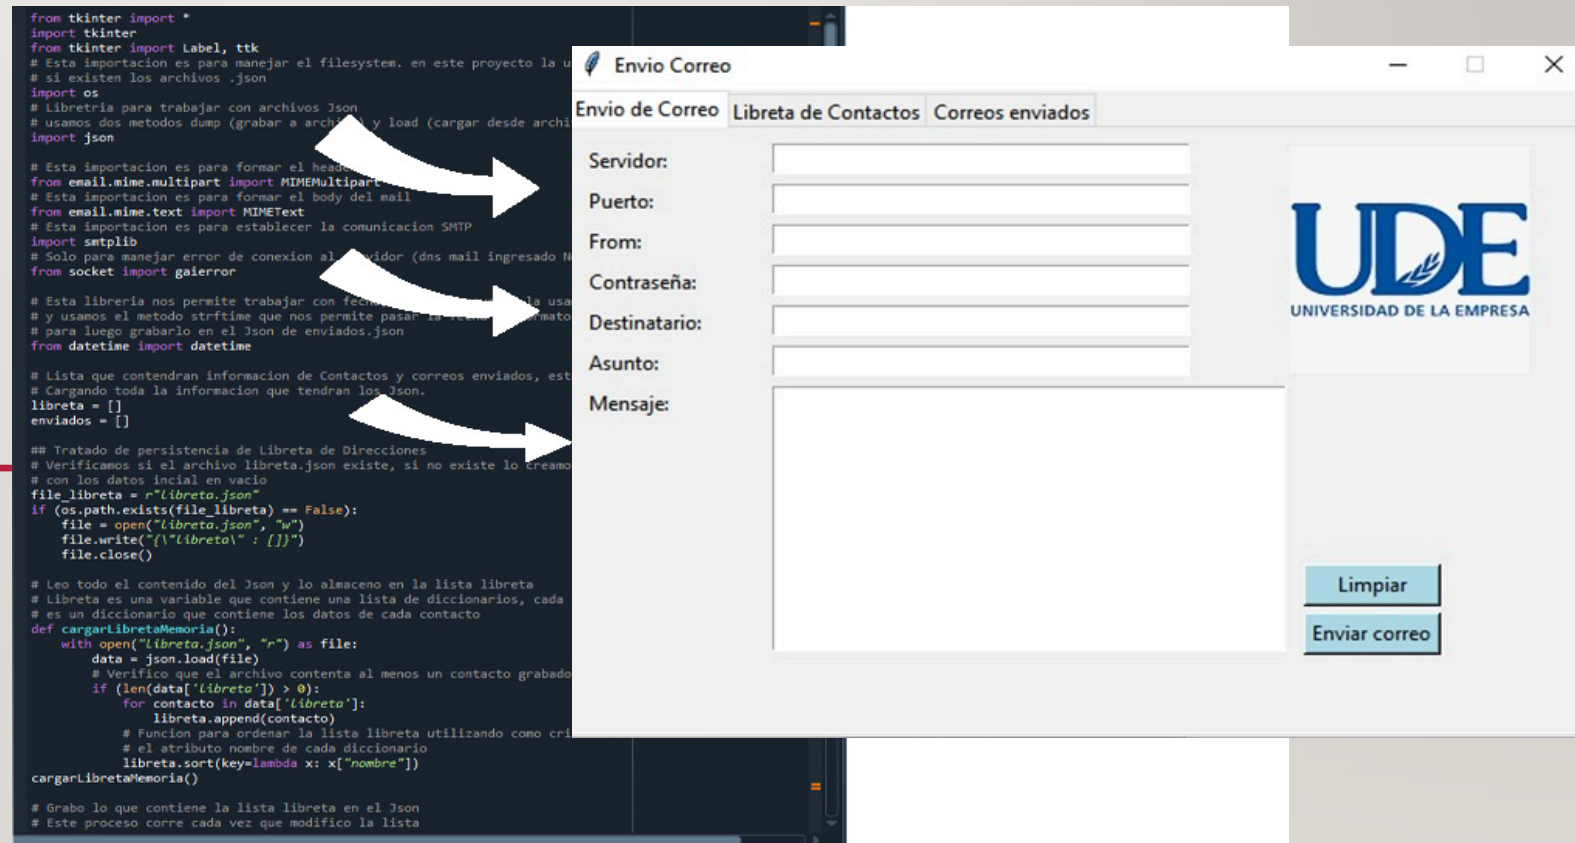 from tkinter import *
import tkinter
from tkinter import Label, ttk
# Esta importacion es para manejar el filesystem. en este proyecto la u
# si existen los archivos .json
import os
# Libretria para trabajar con archivos Json
# usamos dos metodos dump (grabar a archi y load (cargar desde archi
import json
# Esta importacion es para formar el heade
from email.mime.multipart import MIMEMultipart
# Esta importacion es para formar el body del mail
from email.mime.text import MIMEText
# Esta importacion es para establecer la comunicacion SMTP
import smtplib
# Solo para manejar error de conexion al vidor (dns mail ingresado N
from socket import gaierror
# Esta libreria nos permite trabajar con fech la usa
# y usamos el metodo strftime que nos permite pasar la
# para luego grabarlo en el Json de enviados.json
from datetime import datetime
# Lista que contendran informacion de Contactos y correos enviados, est
# Cargando toda la informacion que tendran los Json.
libreta = []
enviados = []
## Tratado de persistencia de Libreta de Direcciones
# Verificamos si el archivo libreta.json existe, si no existe lo creamo
# con los datos incial en vacio
file_libreta = r"libreta.json"
if (os.path.exists(file_libreta) == False):
file = open("libreta.json", "w")
file.write("{\"libreta\" : []}")
file.close()
# Leo todo el contenido del Json y lo almaceno en la lista libreta
# Libreta es una variable que contiene una lista de diccionarios, cada
# es un diccionario que contiene los datos de cada contacto
def cargarLibretaMemoria():
with open("libreta.json", "r") as file:
data = json.load(file)
# Verifico que el archivo contenta al menos un contacto grabado
if (len(data['libreta']) > 0):
for contacto in data['libreta']:
libreta.append(contacto)
# Funcion para ordenar la lista libreta utilizando como cri
# el atributo nombre de cada diccionario
libreta.sort(key=lambda x: x["nombre"])
cargarLibretaMemoria()
# Grabo lo que contiene la lista libreta en el Json
# Este proceso corre cada vez que modifico la lista
Envio Correo
Envio de Correo Libreta de Contactos Correos enviados
Servidor:
Puerto:
From:
Contraseña:
Destinatario:
Asunto:
Mensaje:
UDE
UNIVERSIDAD DE LA EMPRESA
Limpiar
Enviar correo